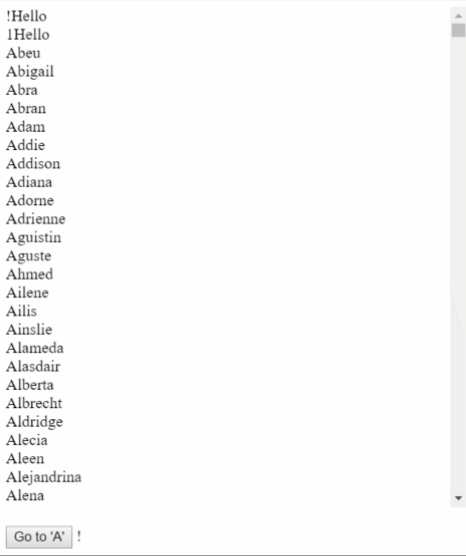 !Hello
1Hello
Abeu
Abigail
Abra
Abran
Adam
Addie
Addison
Adiana
Adorne
Adrienne
Aguistin
Aguste
Ahmed
Ailene
Ailis
Ainslie
Alameda
Alasdair
Alberta
Albrecht
Aldridge
Alecia
Aleen
Alejandrina
Alena
Go to 'A' !